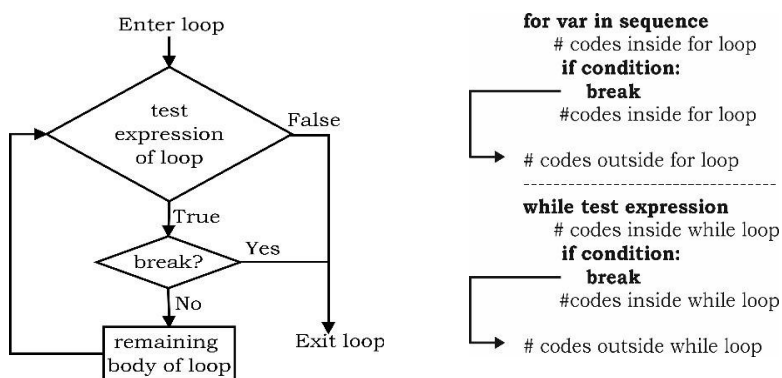 Enter loop
test
expression
of loop
False
True
break?
Yes
No
remaining
body of loop
Exit loop
for var in sequence
# codes inside for loop
if condition:
break
#codes inside for loop
# codes outside for loop
while test expression
# codes inside while loop
if condition:
break
#codes inside while loop
# codes outside while loop